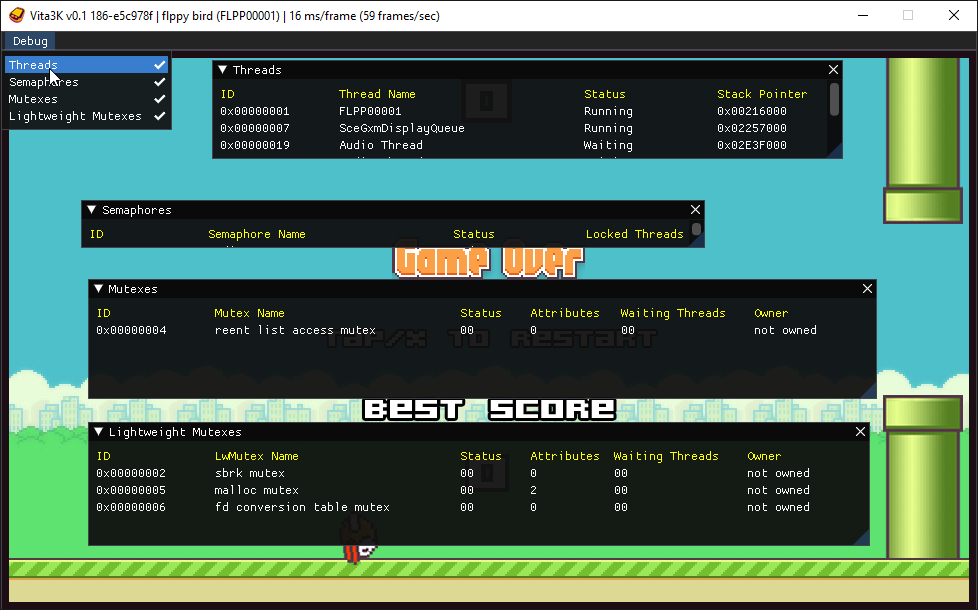 Vita3K v0.1 186-e5c978f | flppy bird (FLPP00001) | 16 ms/frame (59 frames/sec)
Debug
Threads
Semaphores
Mutexes
Lightweight Mutexes
Threads
ID Thread Name Status Stack Pointer
0x00000001 FLPP00001 Running 0x00216000
0x00000007 SceGxmDisplayQueue Running 0x02257000
0x00000019 Audio Thread Waiting 0x02E3F000
Semaphores
ID Semaphore Name Status Locked Threads
Game Over
Mutexes
ID Mutex Name Status Attributes Waiting Threads Owner
0x00000004 reent list access mutex 00 0 00 not owned
Tap/x to restart
Best Score
Lightweight Mutexes
ID LwMutex Name Status Attributes Waiting Threads Owner
0x00000002 sbrk mutex 00 0 00 not owned
0x00000005 malloc mutex 00 2 00 not owned
0x00000006 fd conversion table mutex 00 0 00 not owned